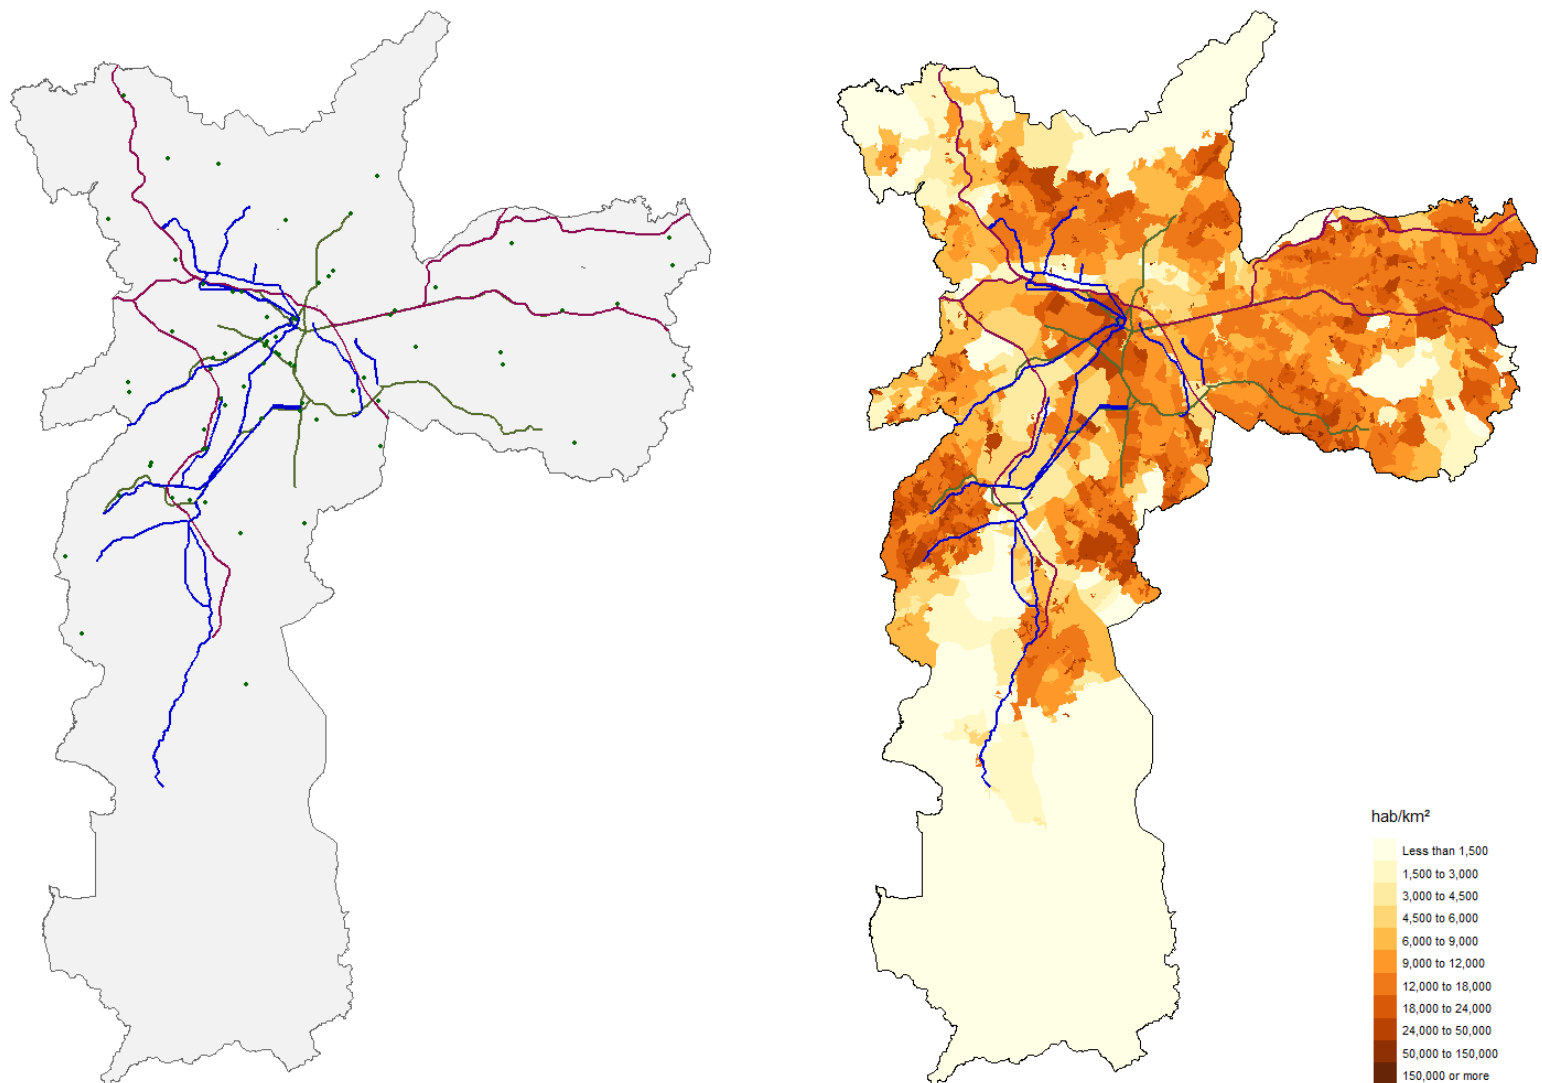 hab/km²
Less than 1,500
1,500 to 3,000
3,000 to 4,500
4,500 to 6,000
6,000 to 9,000
9,000 to 12,000
12,000 to 18,000
18,000 to 24,000
24,000 to 50,000
50,000 to 150,000
150,000 or more